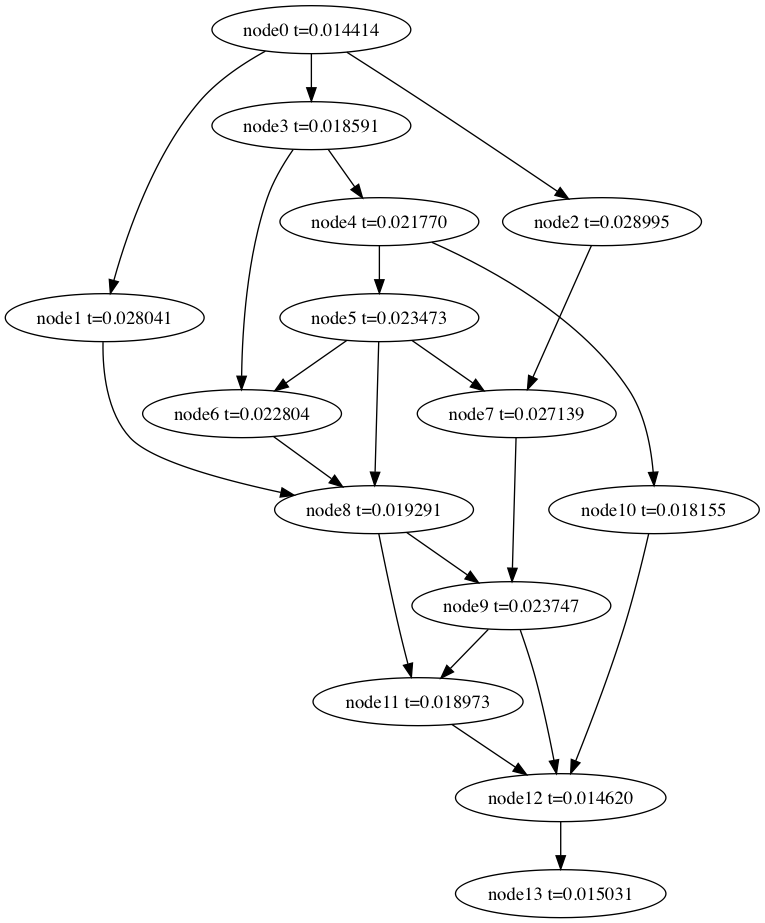 node0 t=0.014414
node3 t=0.018591
node4 t=0.021770
node2 t=0.028995
node1 t=0.028041
node5 t=0.023473
node6 t=0.022804
node7 t=0.027139
node8 t=0.019291
node10 t=0.018155
node9 t=0.023747
node11 t=0.018973
node12 t=0.014620
node13 t=0.015031